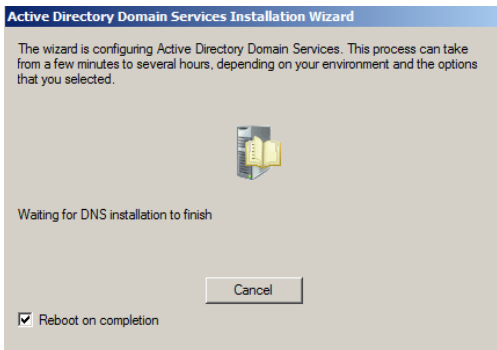 Active Directory Domain Services Installation Wizard
The wizard is configuring Active Directory Domain Services. This process can take
from a few minutes to several hours, depending on your environment and the options
that you selected.
Waiting for DNS installation to finish
Cancel
Reboot on completion